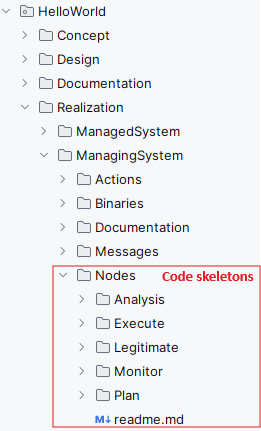 HelloWorld
Concept
Design
Documentation
Realization
ManagedSystem
ManagingSystem
Actions
Binaries
Documentation
Messages
Nodes Code skeletons
Analysis
Execute
Legitimate
Monitor
Plan
M↓ readme.md